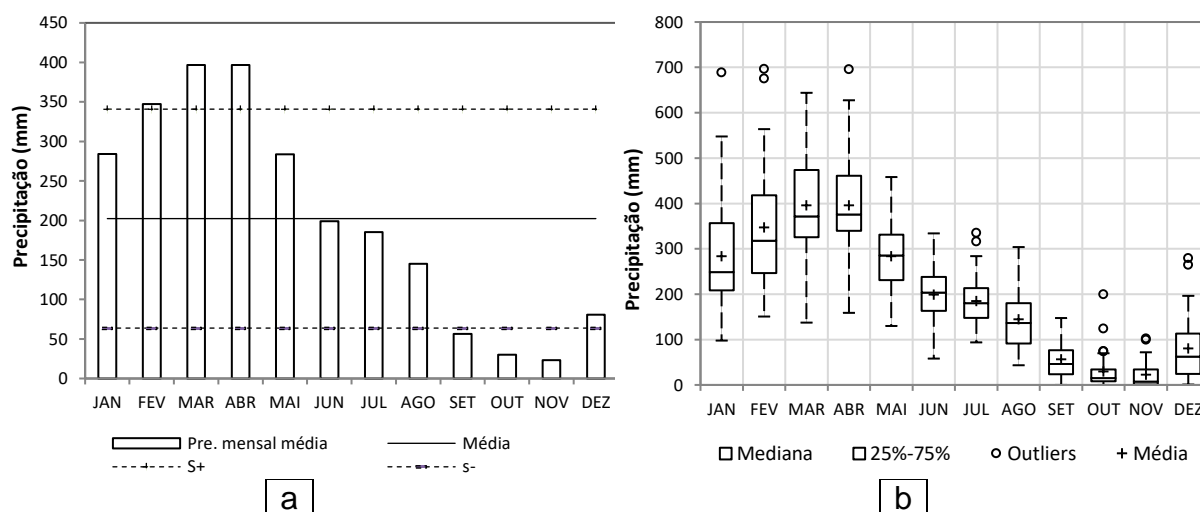 Precipitação (mm)
450
400
350
300
250
200
150
100
50
0
JAN FEV MAR ABR MAI JUN JUL AGO SET OUT NOV DEZ
Pre. mensal média Média
S+ s-
a
Precipitação (mm)
800
700
600
500
400
300
200
100
0
JAN FEV MAR ABR MAI JUN JUL AGO SET OUT NOV DEZ
Mediana 25%-75% Outliers Média
b